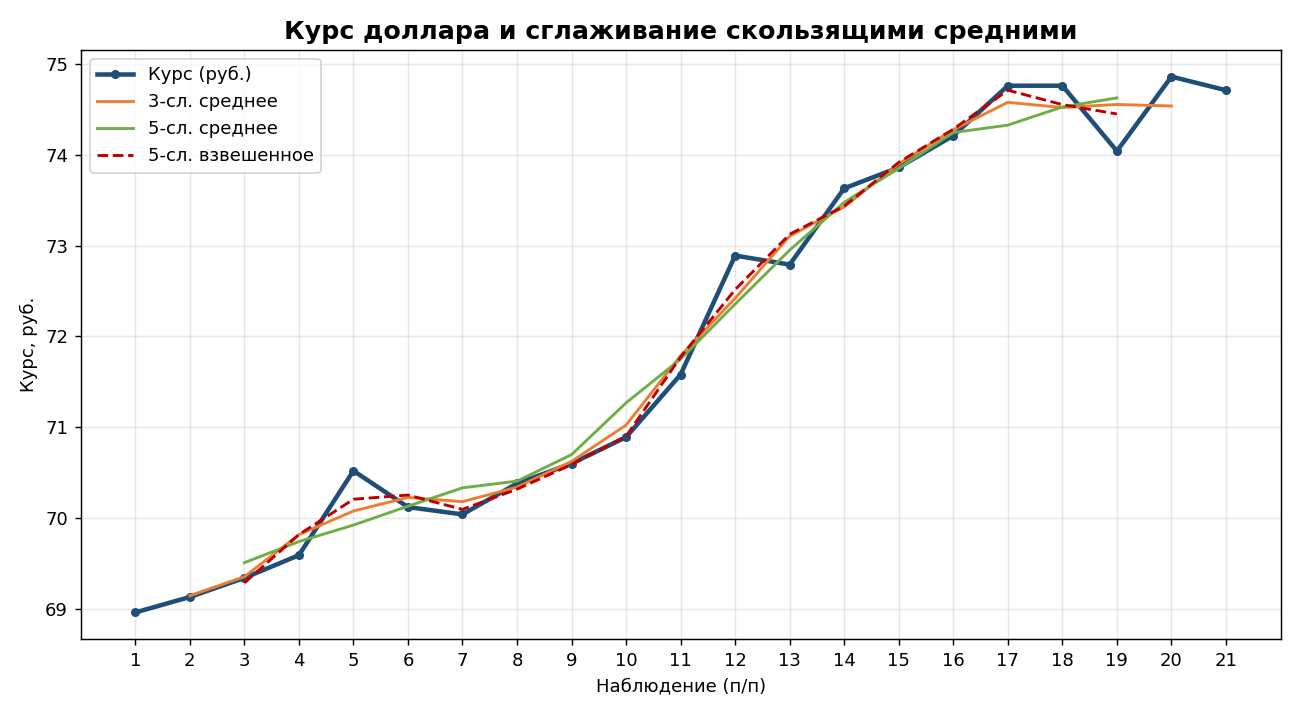 Курс доллара и сглаживание скользящими средними
Курс (руб.)
3-сл. среднее
5-сл. среднее
5-сл. взвешенное
Курс, руб.
75
74
73
72
71
70
69
1 2 3 4 5 6 7 8 9 10 11 12 13 14 15 16 17 18 19 20 21
Наблюдение (п/п)